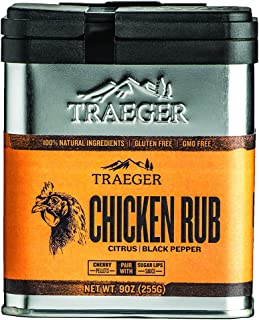 TRAEGER
100% NATURAL INGREDIENTS | GLUTEN FREE | GMO FREE
TRAEGER
CHICKEN RUB
CITRUS | BLACK PEPPER
CHERRY PELLETS PAIR WITH SUGAR LIPS SAUCE
NET WT. 9OZ (255G)